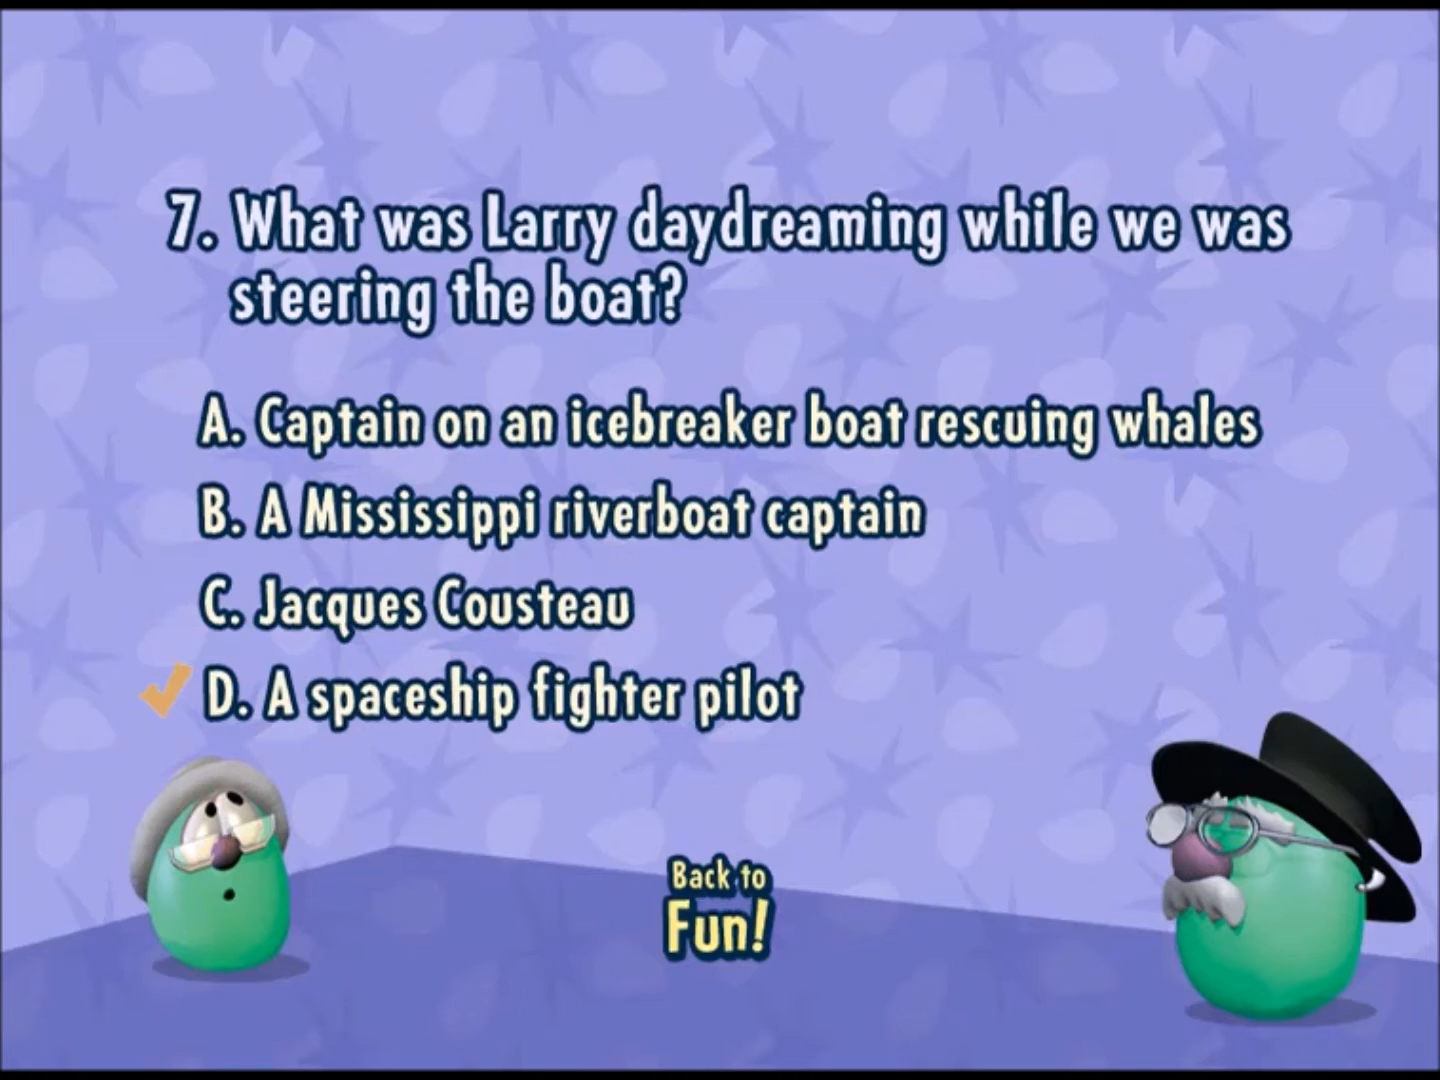 7. What was Larry daydreaming while we was
steering the boat?
A. Captain on an icebreaker boat rescuing whales
B. A Mississippi riverboat captain
C. Jacques Cousteau
D. A spaceship fighter pilot
Back to
Fun!